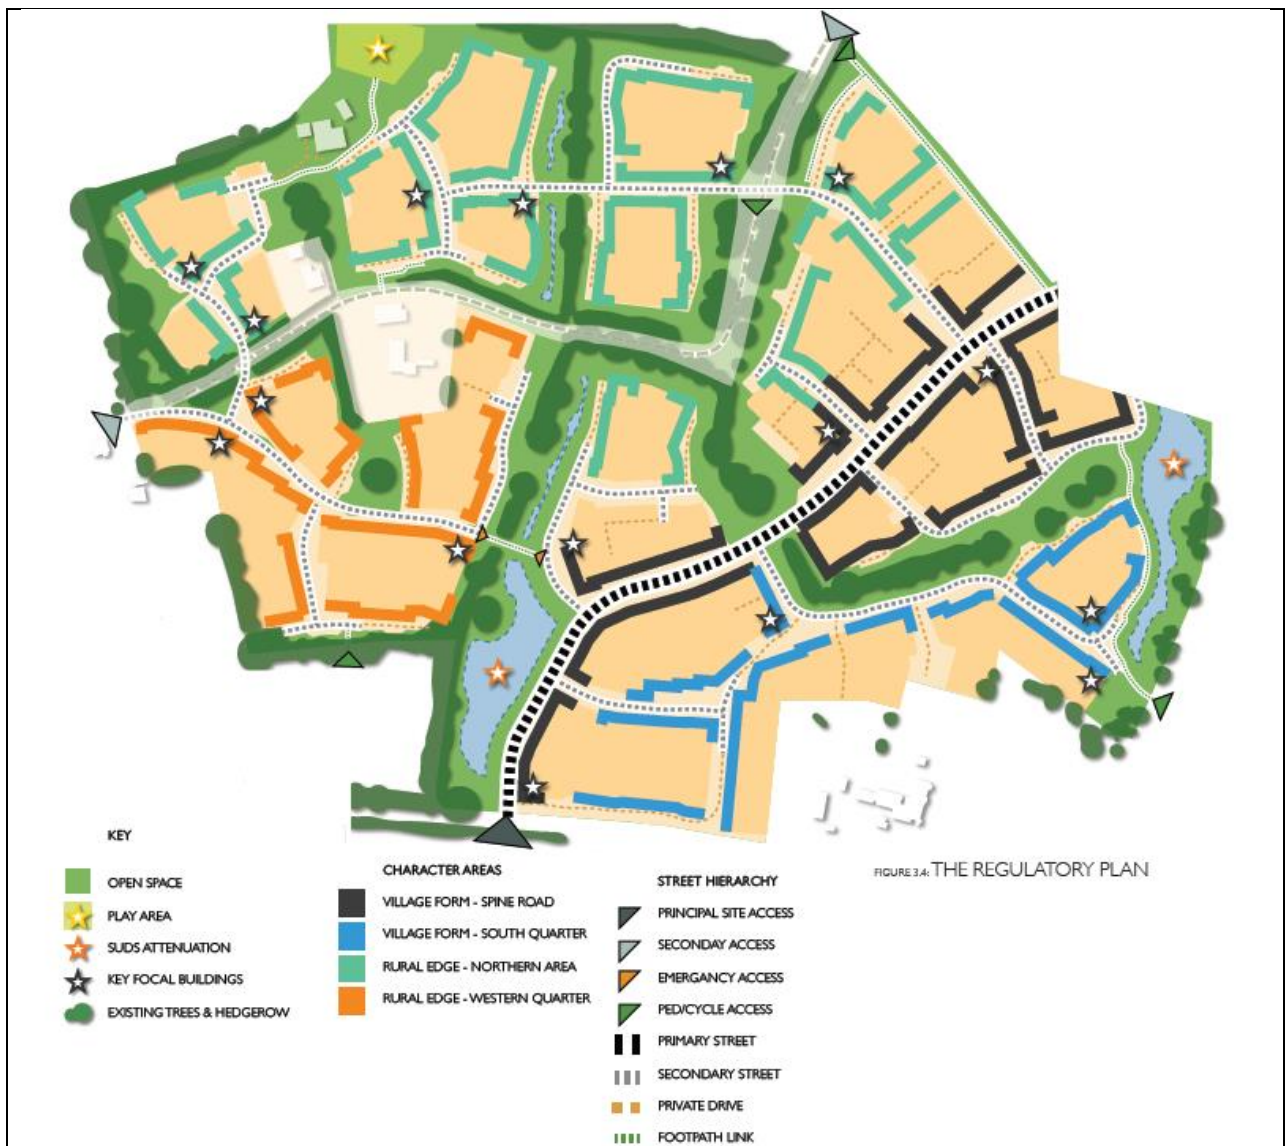 KEY
OPEN SPACE
PLAY AREA
SUDS ATTENUATION
KEY FOCAL BUILDINGS
EXISTING TREES & HEDGEROW
CHARACTER AREAS
VILLAGE FORM - SPINE ROAD
VILLAGE FORM - SOUTH QUARTER
RURAL EDGE - NORTHERN AREA
RURAL EDGE - WESTERN QUARTER
STREET HIERARCHY
PRINCIPAL SITE ACCESS
SECONDAY ACCESS
EMERGANCY ACCESS
PED/CYCLE ACCESS
PRIMARY STREET
SECONDARY STREET
PRIVATE DRIVE
FOOTPATH LINK
FIGURE 3.4: THE REGULATORY PLAN